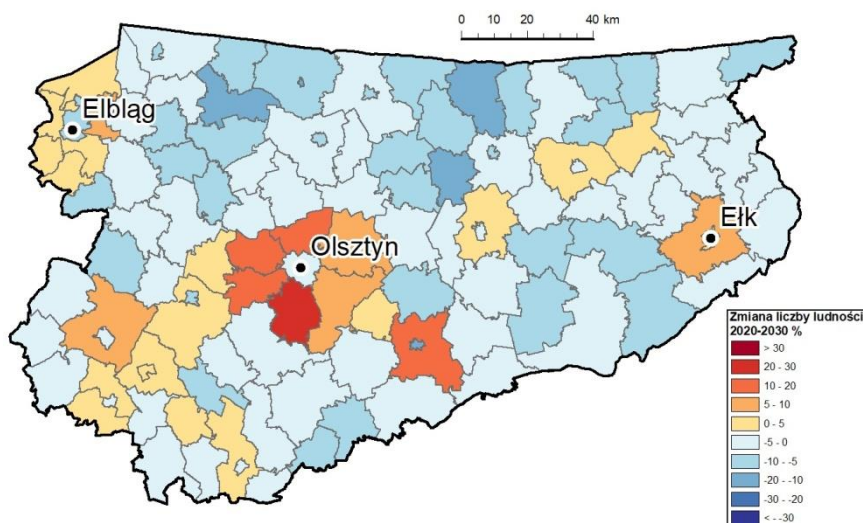 0 10 20 40 km
Elbląg
Ełk
Olsztyn
Zmiana liczby ludności
2020-2030 %
> 30
20 - 30
10 - 20
5 - 10
0 - 5
-5 - 0
-10 - -5
-20 - -10
-30 - -20
< - -30